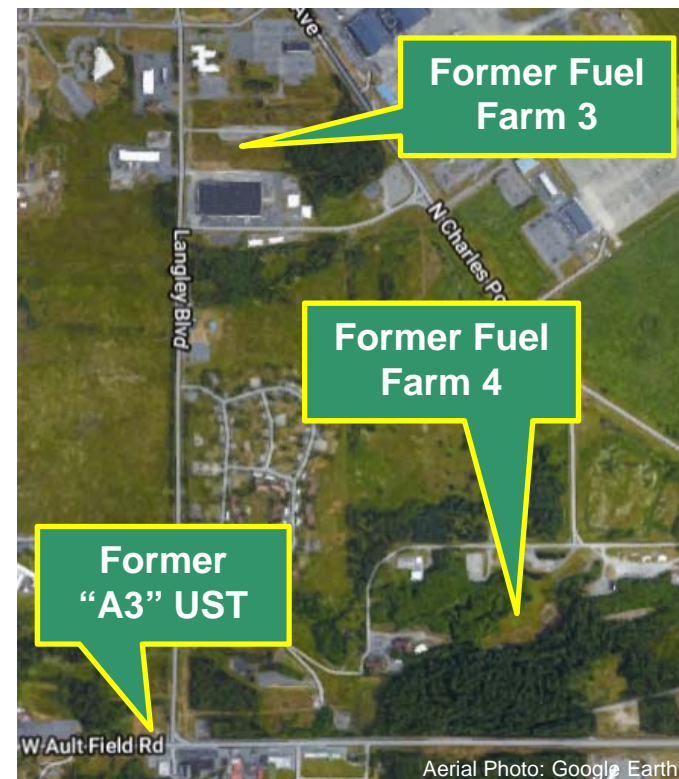 Ave
Former Fuel
Farm 3
N Charles Po
Langley Blvd
Former Fuel
Farm 4
Former
“A3” UST
W Ault Field Rd
Aerial Photo: Google Earth